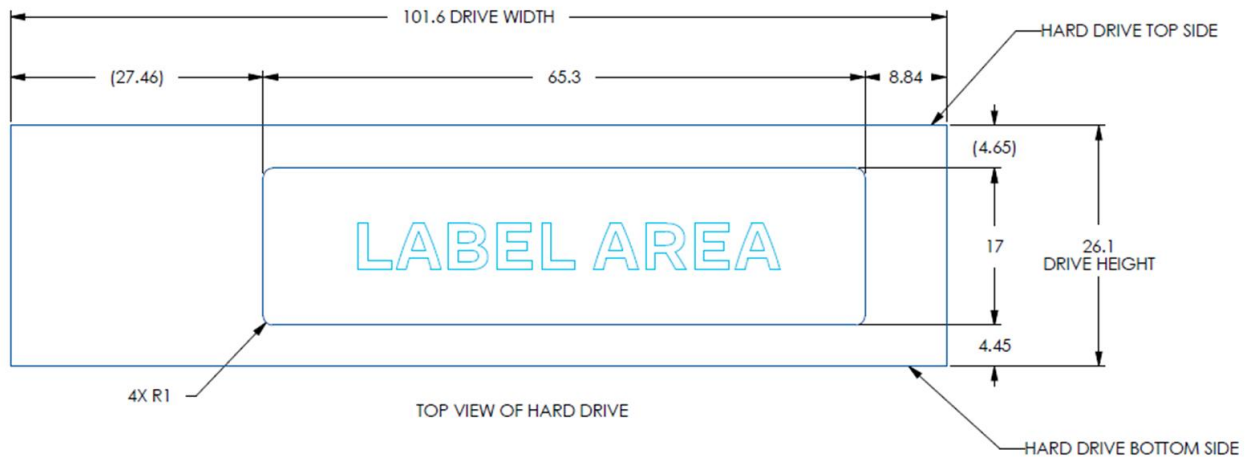 101.6 DRIVE WIDTH
HARD DRIVE TOP SIDE
(27.46)
65.3
8.84
(4.65)
LABEL AREA
17
26.1
DRIVE HEIGHT
4.45
4X R1
TOP VIEW OF HARD DRIVE
HARD DRIVE BOTTOM SIDE